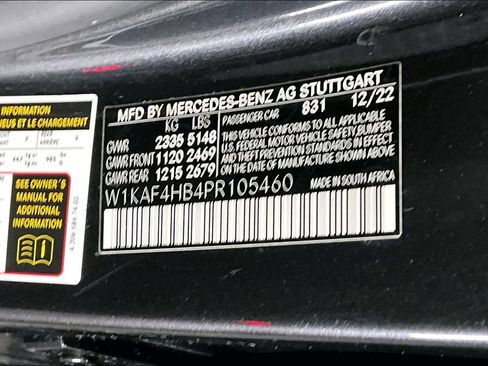 INFORMATION
NEUS ET LE CHARGEMENT
SEE OWNER'S
MANUAL FOR
ADDITIONAL
INFORMATION
MFD BY MERCEDES-BENZ AG STUTTGART
KG LBS PASSENGER CAR 831 12/22
GVWR 2335 5148
GAWR FRONT 1120 2469
GAWR REAR 1215 2679
THIS VEHICLE CONFORMS TO ALL APPLICABLE
U.S. FEDERAL MOTOR VEHICLE SAFETY, BUMPER
AND THEFT PREVENTION STANDARDS IN EFFECT
ON THE DATE OF MANUFACTURE SHOWN ABOVE.
W1KAF4HB4PR105460
MADE IN SOUTH AFRICA